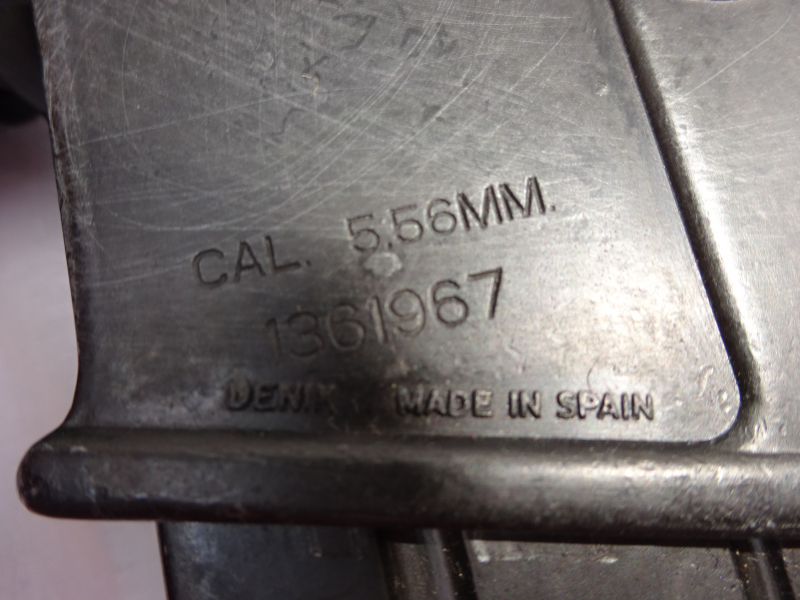 CAL. 5,56MM.
1361967
DENIX MADE IN SPAIN